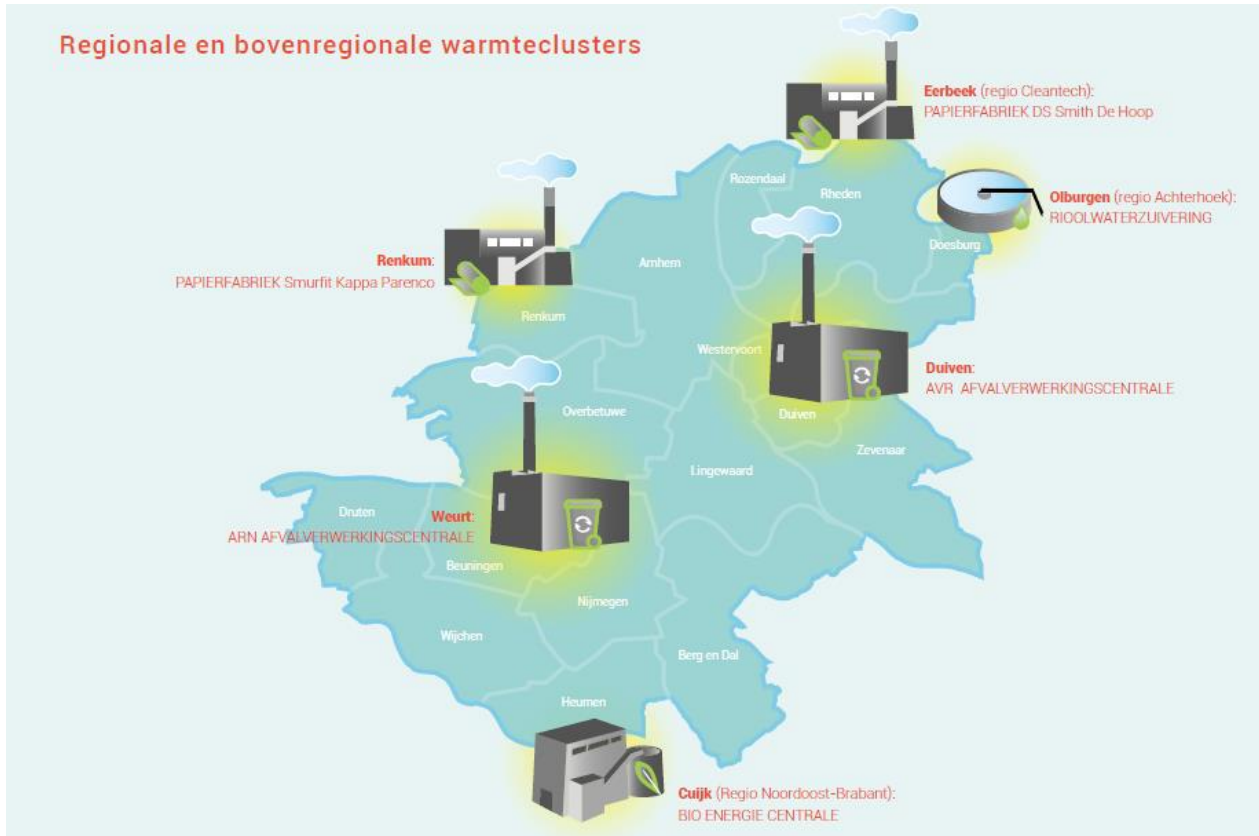 Regionale en bovenregionale warmteclusters
Eerbeek (regio Cleantech):
PAPIERFABRIEK DS Smith De Hoop
Rozendaal
Rheden
Olburgen (regio Achterhoek):
RIOOLWATERZUIVERING
Doesburg
Renkum:
PAPIERFABRIEK Smurfit Kappa Parenco
Arnhem
Renkum
Westervoort
Duiven:
AVR AFVALVERWERKINGSCENTRALE
Overbetuwe
Duiven
Zevenaar
Lingewaard
Druten
Weurt:
ARN AFVALVERWERKINGSCENTRALE
Beuningen
Nijmegen
Wijchen
Berg en Dal
Heumen
Cuijk (Regio Noordoost-Brabant):
BIO ENERGIE CENTRALE